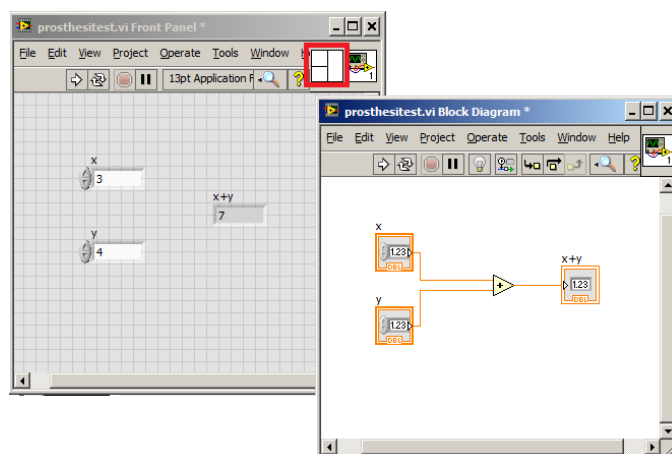 prosthesitest.vi Front Panel *
File Edit View Project Operate Tools Window
13pt Application F
1
x
3
x+y
7
y
4
prosthesitest.vi Block Diagram *
File Edit View Project Operate Tools Window Help
1
x
1.23
DBL
x+y
1.23
DBL
y
1.23
DBL